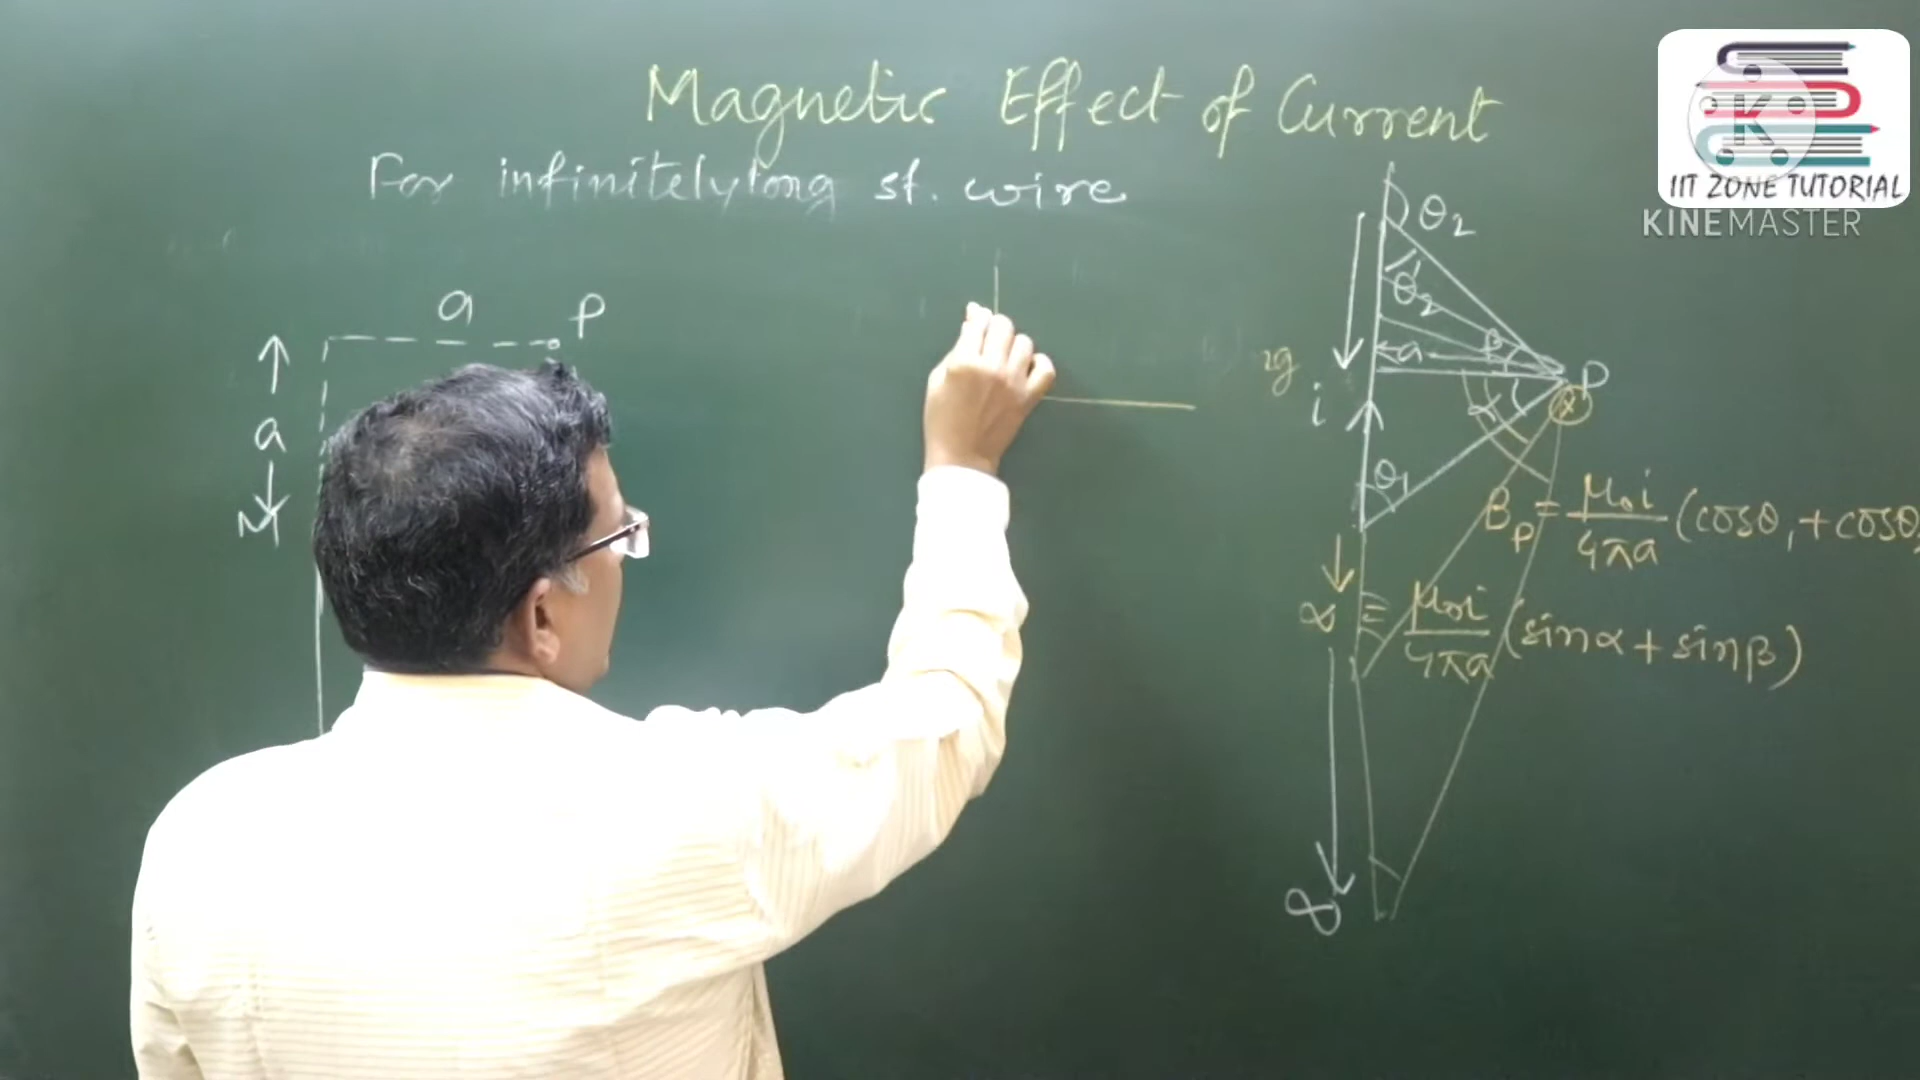 Magnetic Effect of Current
For infinitely long st. wire
IIT ZONE TUTORIAL
KINEMASTER
K
a P
a
M
θ2
θ2
β
a
P
i
α
θ1
Bp = μ0i/4πa (cosθ1 + cosθ
∝ = μ0i/4πa (sinα + sinβ)
∞